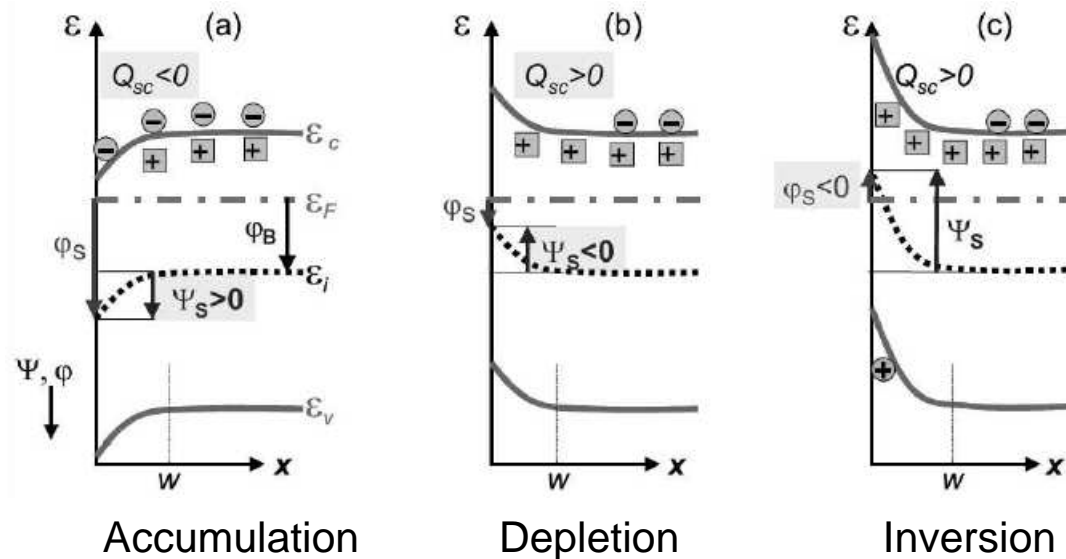 ε (a)
Q_sc<0
ε_c
ε_F
φ_S
φ_B
ε_i
Ψ_S>0
Ψ, φ
ε_v
w
x
(b)
Q_sc>0
φ_S
Ψ_S<0
w
x
(c)
Q_sc>0
φ_S<0
Ψ_S
w
x
Accumulation Depletion Inversion